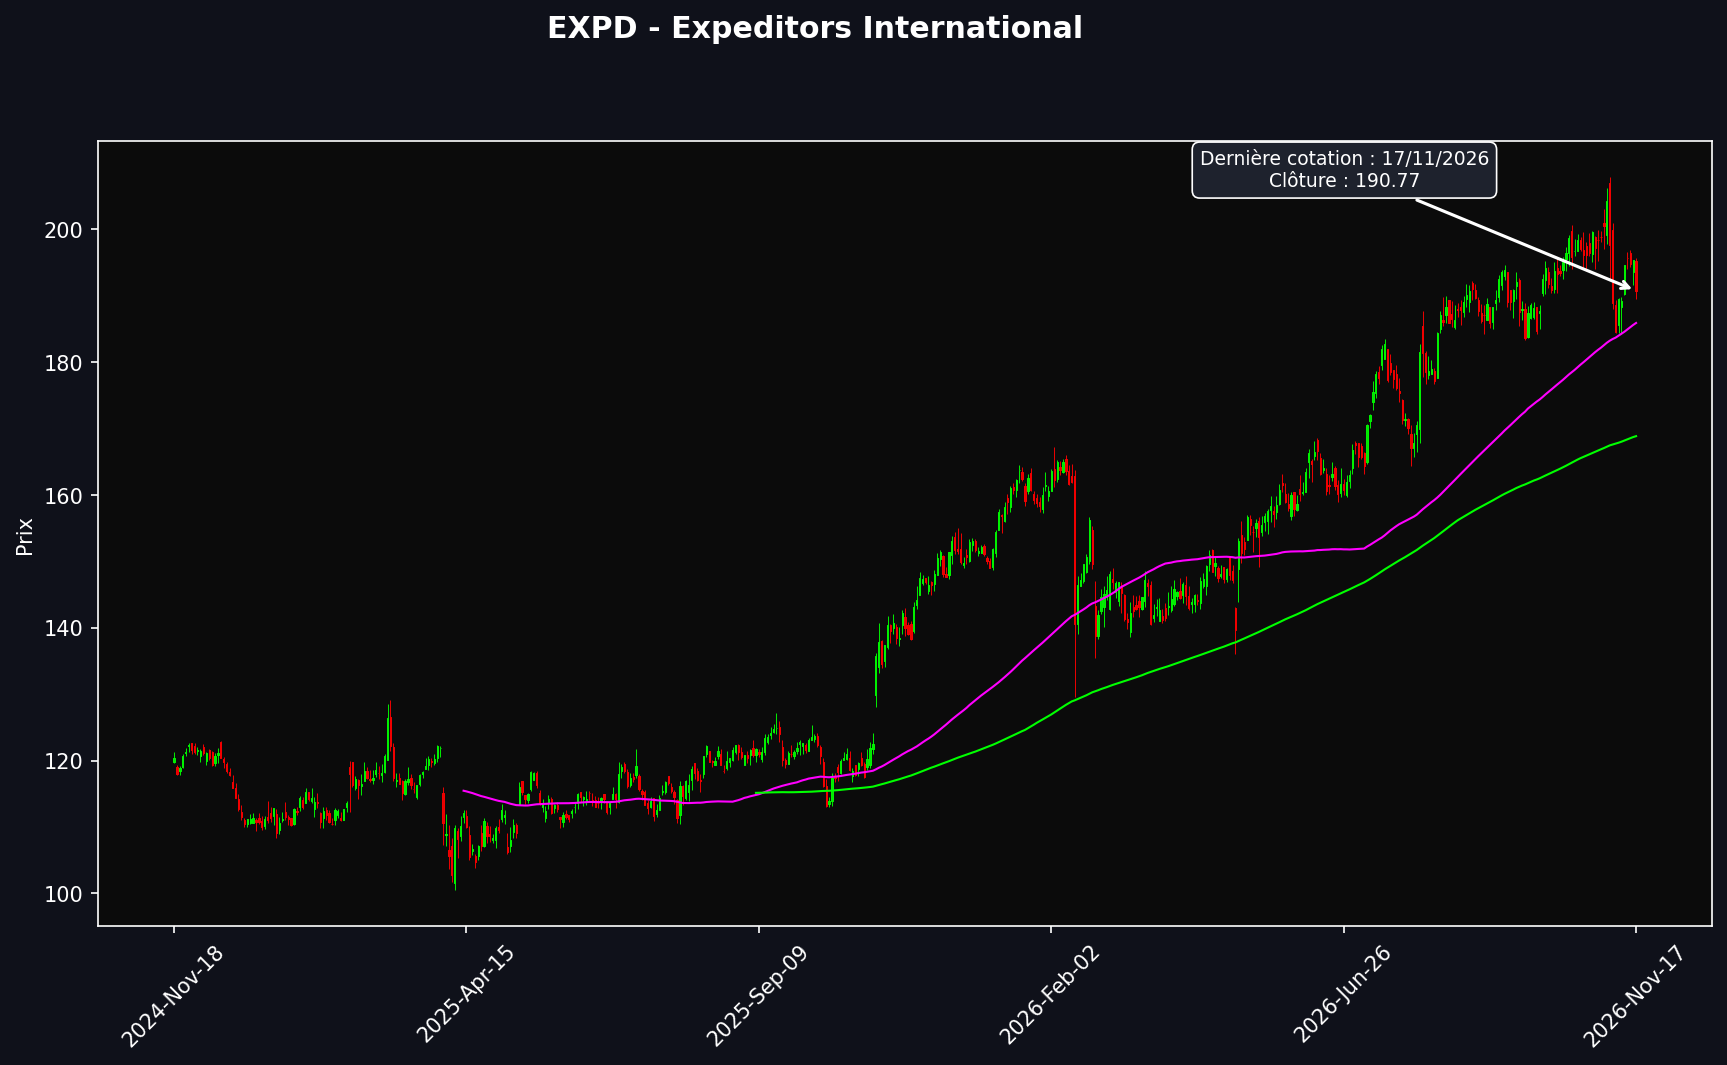 EXPD - Expeditors International
Dernière cotation : 17/11/2026
Clôture : 190.77
Prix
200
180
160
140
120
100
2024-Nov-18
2025-Apr-15
2025-Sep-09
2026-Feb-02
2026-Jun-26
2026-Nov-17